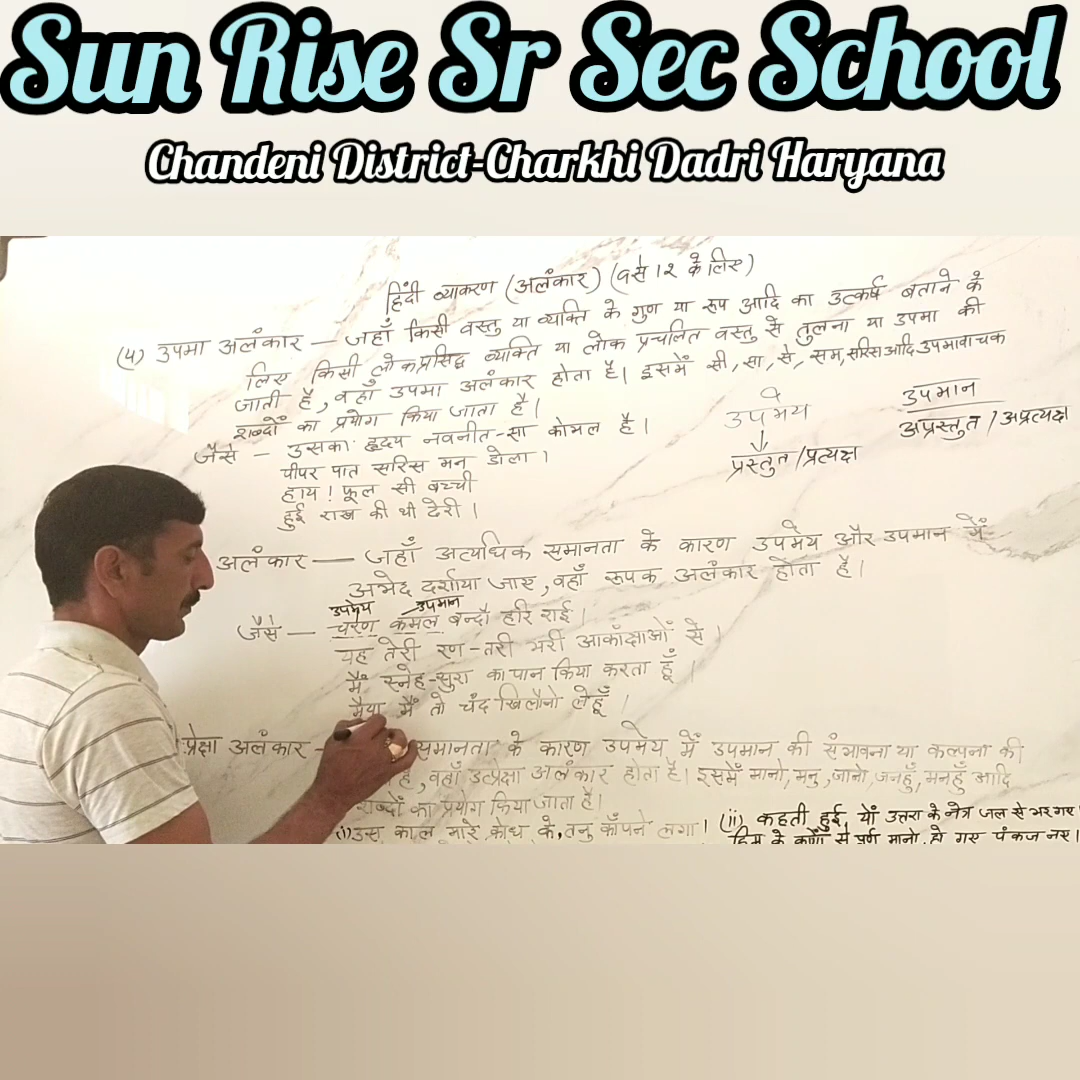 Sun Rise Sr Sec School
Chandeni District-Charkhi Dadri Haryana
हिंदी व्याकरण (अलंकार) (9 से 12 के लिए)
(4) उपमा अलंकार — जहाँ किसी वस्तु या व्यक्ति के गुण या रूप आदि का उत्कर्ष बताने के
लिए किसी लोकप्रसिद्ध व्यक्ति या लोक प्रचलित वस्तु से तुलना या उपमा की
जाती है, वहाँ उपमा अलंकार होता है। इसमें सी, सा, से, सम, सरिस आदि उपमावाचक
शब्दों का प्रयोग किया जाता है।
जैसे — उसका हृदय नवनीत-सा कोमल है।
पीपर पात सरिस मन डोला।
हाय! फूल सी बच्ची
हुई राख की थी ढेरी।
उपमेय
प्रस्तुत/प्रत्यक्ष
उपमान
अप्रस्तुत/अप्रत्यक्ष
अलंकार — जहाँ अत्यधिक समानता के कारण उपमेय और उपमान में
अभेद दर्शाया जाए, वहाँ रूपक अलंकार होता है।
उपमेय उपमान
जैसे — चरण कमल बन्दौ हरि राई।
यह तेरी रण-तरी भरी आकाँक्षाओं से।
मैं स्नेह-सुरा का पान किया करता हूँ।
मैया मैं तो चंद खिलौनो लेहूँ।
प्रेक्षा अलंकार — समानता के कारण उपमेय में उपमान की संभावना या कल्पना की
है, वहाँ उत्प्रेक्षा अलंकार होता है। इसमें मानो, मनु, जानो, जनहुँ, मनहुँ आदि
शब्दों का प्रयोग किया जाता है।
(i) उस काल मारे क्रोध के, तनु काँपने लगा।
(ii) कहती हुई, यों उत्तरा के नेत्र जल से भर गए
हिम के कणों से पूर्ण मानो, हो गए पंकज नए।